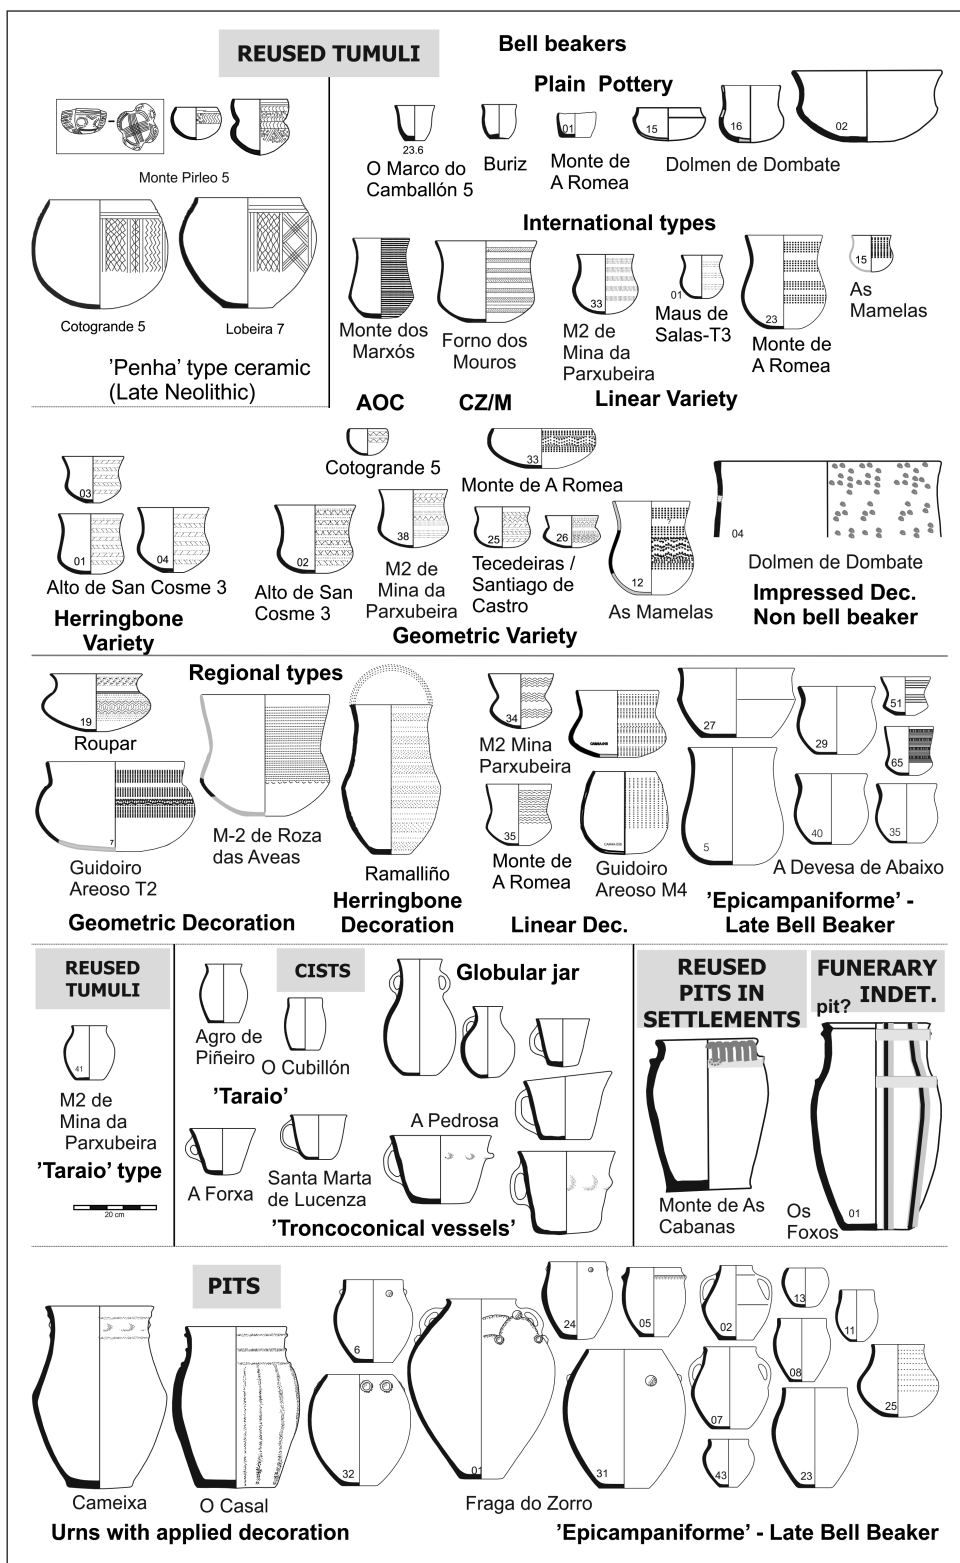 REUSED TUMULI
Bell beakers
Plain Pottery
23.6
01
15
16
02
O Marco do
Camballón 5
Buriz
Monte de
A Romea
Dolmen de Dombate
Monte Pirleo 5
International types
33
01
23
15
Cotogrande 5
Lobeira 7
Monte dos
Marxós
Forno dos
Mouros
M2 de
Mina da
Parxubeira
Maus de
Salas-T3
Monte de
A Romea
As
Mamelas
'Penha' type ceramic
(Late Neolithic)
AOC
CZ/M
Linear Variety
Cotogrande 5
33
Monte de A Romea
03
01
04
Alto de San Cosme 3
Herringbone
Variety
02
Alto de San
Cosme 3
38
M2 de
Mina da
Parxubeira
25
26
Tecedeiras /
Santiago de
Castro
12
As Mamelas
Geometric Variety
04
Dolmen de Dombate
Impressed Dec.
Non bell beaker
Regional types
19
Roupar
7
Guidoiro
Areoso T2
M-2 de Roza
das Aveas
Geometric Decoration
Ramalliño
Herringbone
Decoration
34
M2 Mina
Parxubeira
35
Monte de
A Romea
Guidoiro
Areoso M4
Linear Dec.
27
29
51
65
5
40
35
A Devesa de Abaixo
'Epicampaniforme' -
Late Bell Beaker
REUSED
TUMULI
41
M2 de
Mina da
Parxubeira
'Taraio' type
20 cm
CISTS
Agro de
Piñeiro
O Cubillón
'Taraio'
Globular jar
A Pedrosa
A Forxa
Santa Marta
de Lucenza
'Troncoconical vessels'
REUSED
PITS IN
SETTLEMENTS
Monte de As
Cabanas
FUNERARY
INDET.
pit?
01
Os
Foxos
PITS
Cameixa
O Casal
Urns with applied decoration
6
32
01
24
05
02
13
11
31
07
08
25
43
23
Fraga do Zorro
'Epicampaniforme' - Late Bell Beaker